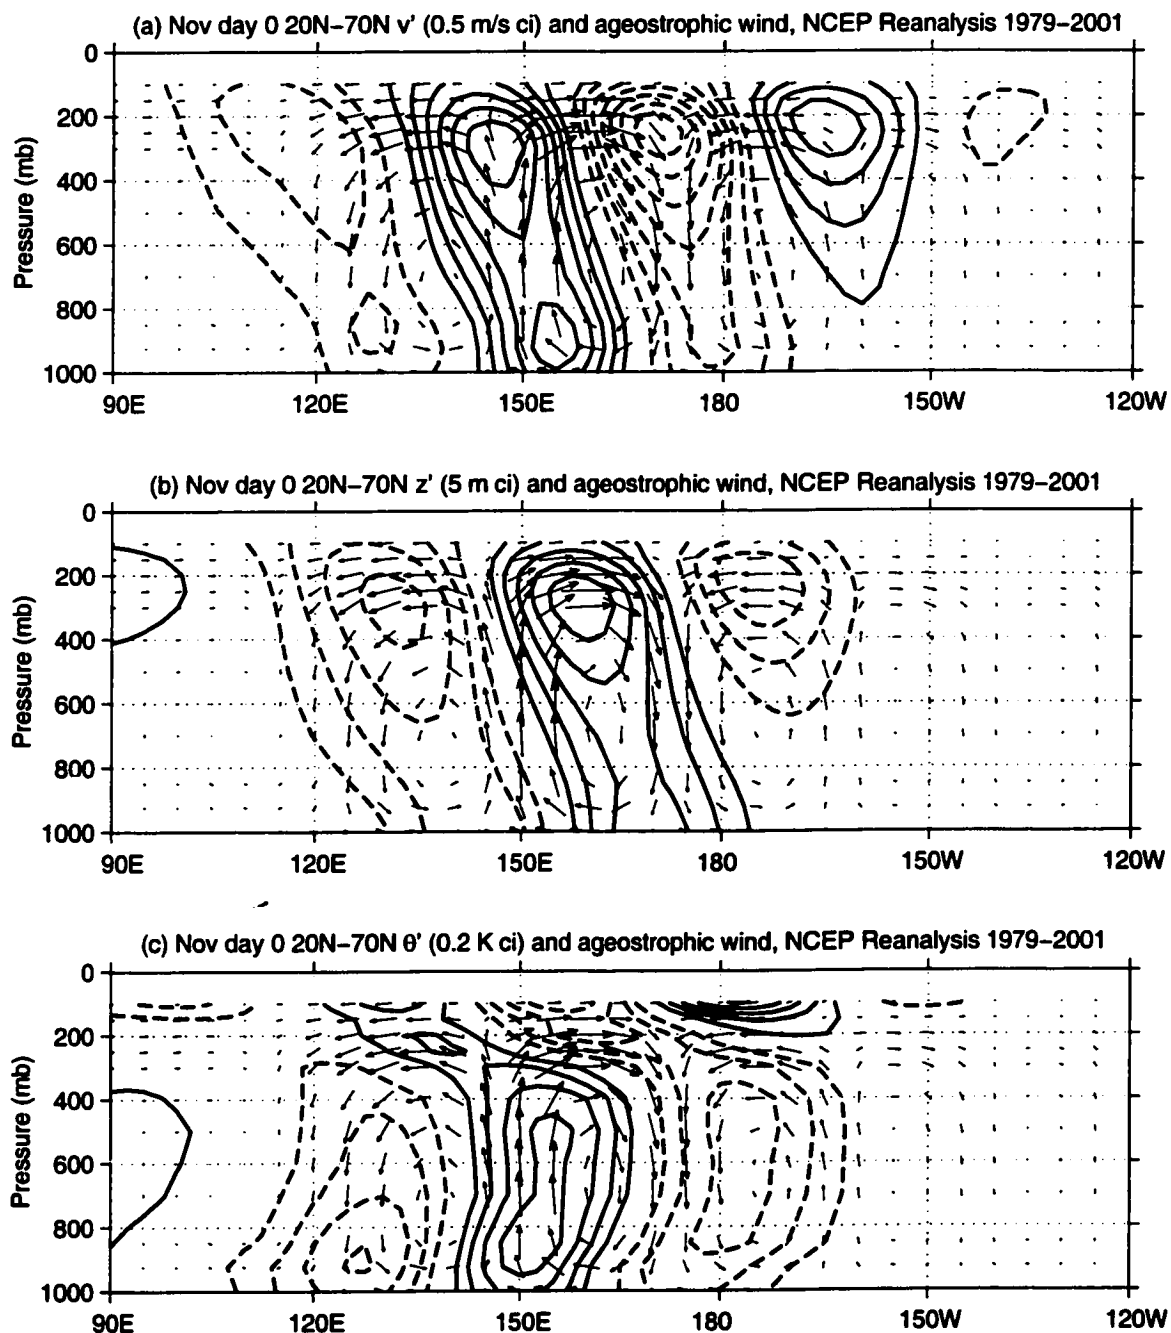 (a) Nov day 0 20N−70N v' (0.5 m/s ci) and ageostrophic wind, NCEP Reanalysis 1979−2001
0
200
400
600
800
1000
Pressure (mb)
90E 120E 150E 180 150W 120W
(b) Nov day 0 20N−70N z' (5 m ci) and ageostrophic wind, NCEP Reanalysis 1979−2001
0
200
400
600
800
1000
Pressure (mb)
90E 120E 150E 180 150W 120W
(c) Nov day 0 20N−70N θ' (0.2 K ci) and ageostrophic wind, NCEP Reanalysis 1979−2001
0
200
400
600
800
1000
Pressure (mb)
90E 120E 150E 180 150W 120W